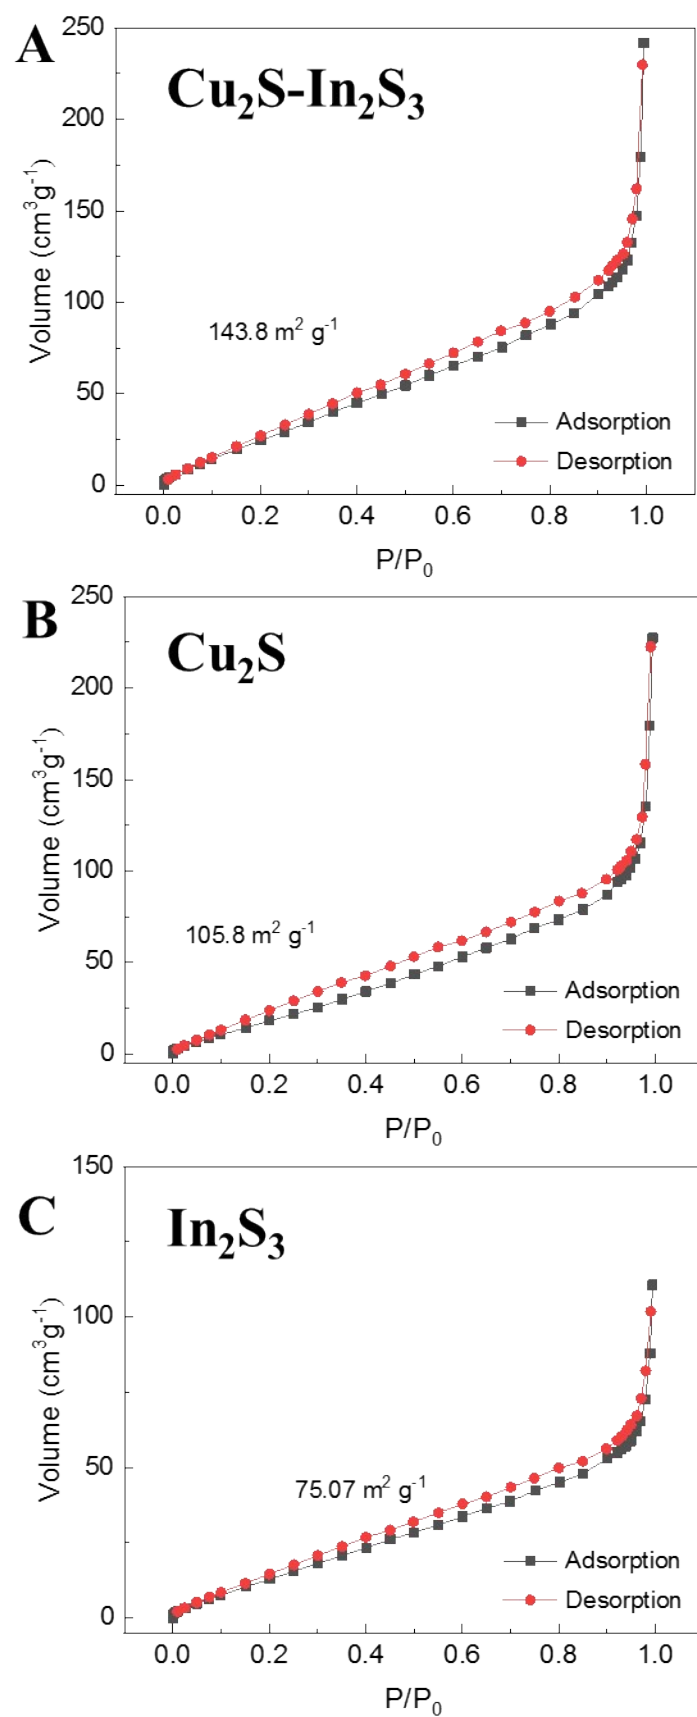 A
Cu₂S-In₂S₃
250
200
150
100
50
0
Volume (cm³g⁻¹)
143.8 m² g⁻¹
Adsorption
Desorption
0.0 0.2 0.4 0.6 0.8 1.0
P/P₀
B
Cu₂S
250
200
150
100
50
0
Volume (cm³g⁻¹)
105.8 m² g⁻¹
Adsorption
Desorption
0.0 0.2 0.4 0.6 0.8 1.0
P/P₀
C
In₂S₃
150
100
50
0
Volume (cm³g⁻¹)
75.07 m² g⁻¹
Adsorption
Desorption
0.0 0.2 0.4 0.6 0.8 1.0
P/P₀